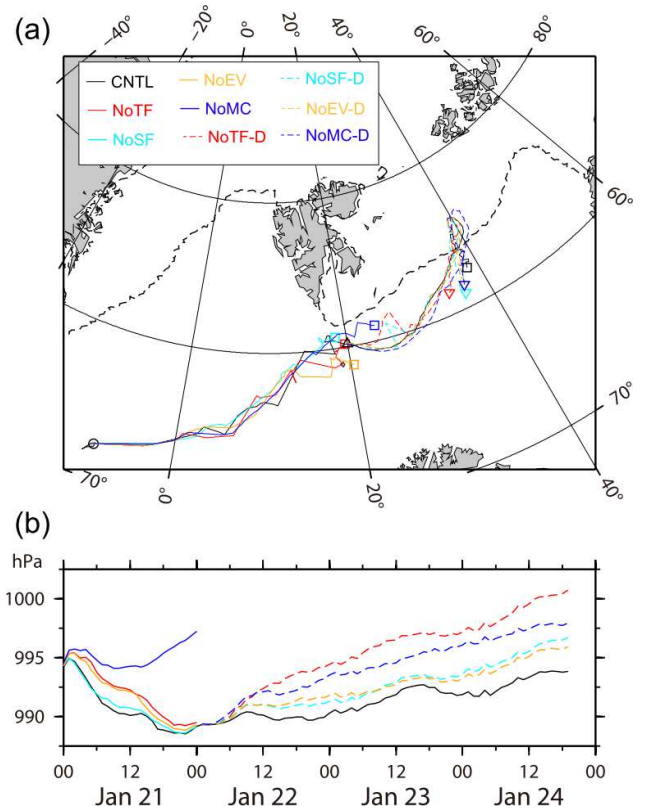 (a)
−40° −20° 0° 20° 40° 60° 80°
CNTL NoEV NoSF-D
NoTF NoMC NoEV-D
NoSF NoTF-D NoMC-D
60°
70°
−70° 0° 20° 40°
(b)
hPa
1000
995
990
00 12 00 12 00 12 00 12 00
Jan 21 Jan 22 Jan 23 Jan 24